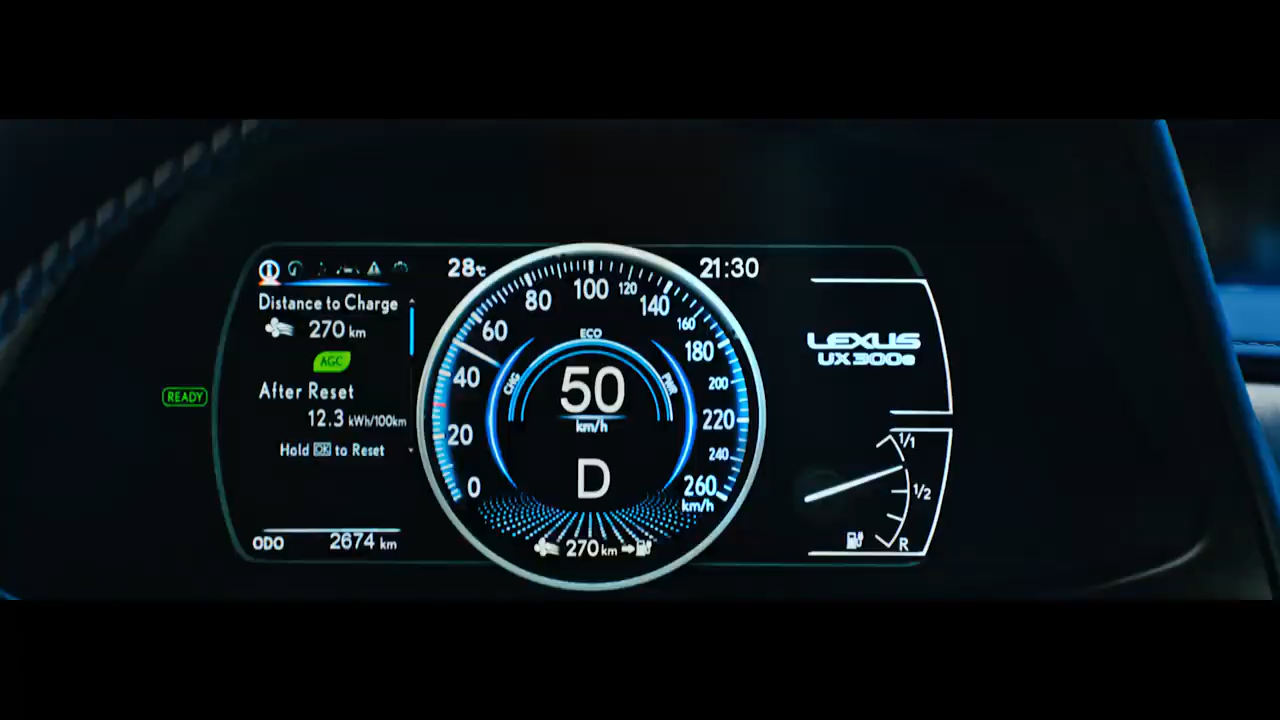 28°C
21:30
Distance to Charge
270 km
AGC
READY
After Reset
12.3 kWh/100km
Hold OK to Reset
ODO 2674 km
0
20
40
60
80
100
120
140
160
180
200
220
240
260
km/h
ECO
CHG
PWR
50
km/h
D
270 km
LEXUS
UX300e
1/1
1/2
R